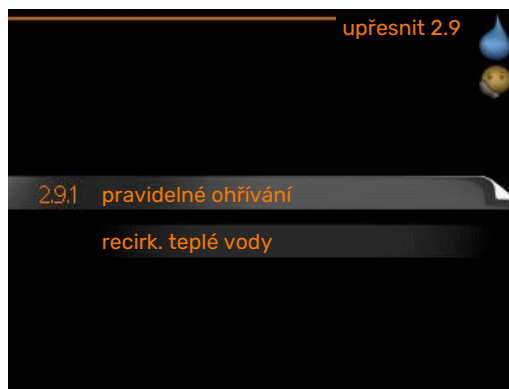 upřesnit 2.9
2.9.1 pravidelné ohřívání
recirk. teplé vody